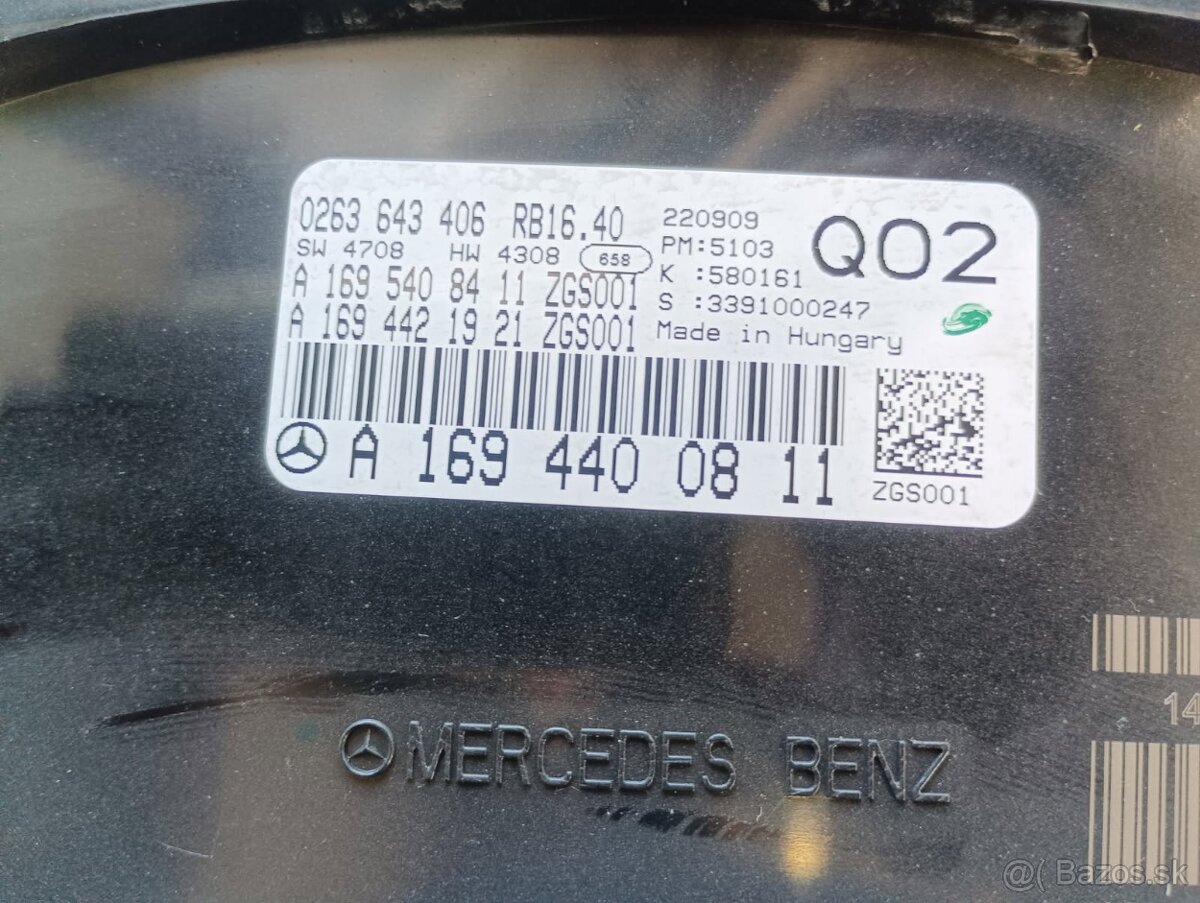 0263 643 406 RB16.40
SW 4708 HW 4308 658
A 169 540 84 11 ZGS001
A 169 442 19 21 ZGS001
220909
PM:5103
K :580161
S :3391000247
Made in Hungary
Q02
A 169 440 08 11
ZGS001
MERCEDES BENZ
14
@( Bazos.sk